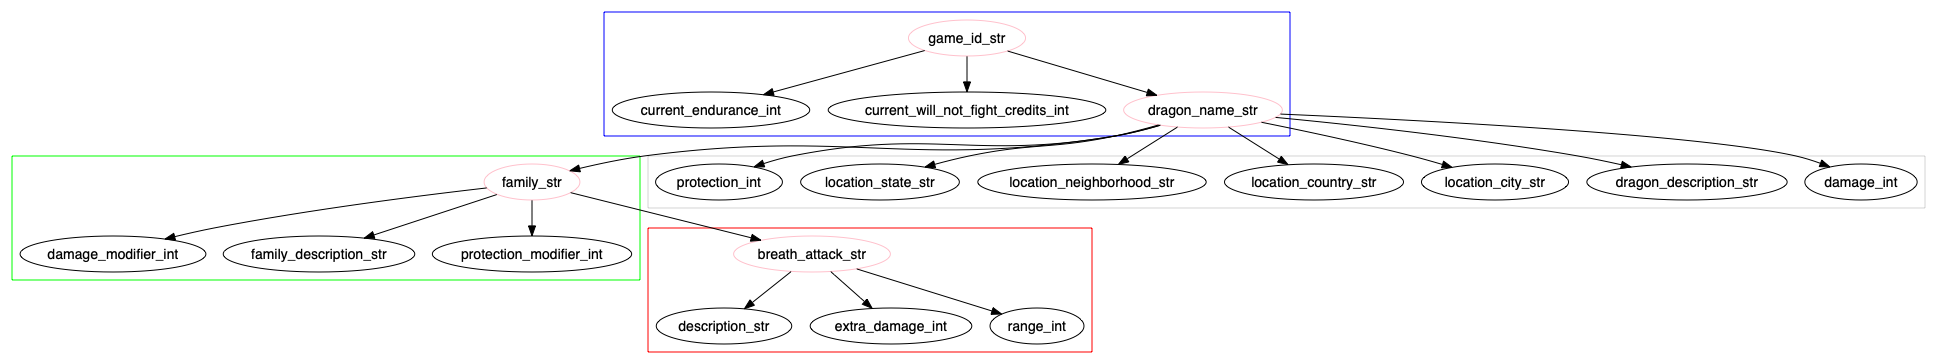 game_id_str
current_endurance_int
current_will_not_fight_credits_int
dragon_name_str
family_str
protection_int
location_state_str
location_neighborhood_str
location_country_str
location_city_str
dragon_description_str
damage_int
damage_modifier_int
family_description_str
protection_modifier_int
breath_attack_str
description_str
extra_damage_int
range_int